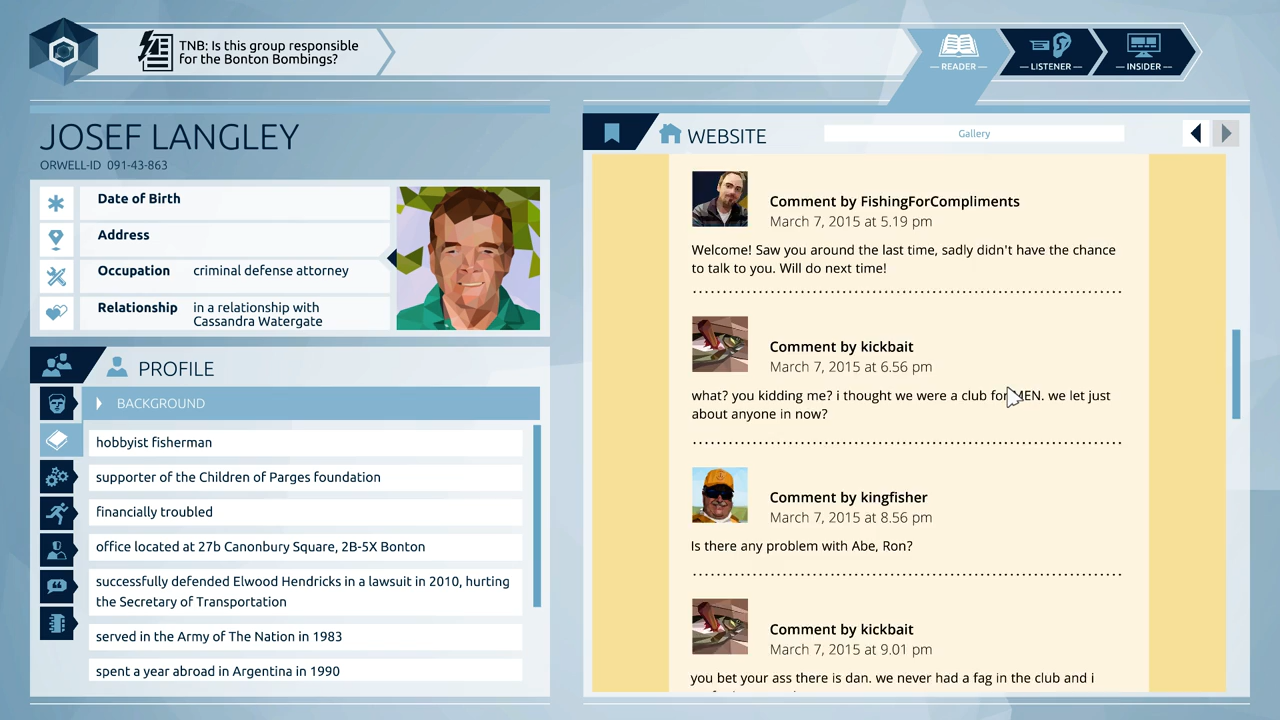 TNB: Is this group responsible
for the Bonton Bombings?
— READER —
— LISTENER —
— INSIDER —
JOSEF LANGLEY
ORWELL-ID 091-43-863
Date of Birth
Address
Occupation criminal defense attorney
Relationship in a relationship with
Cassandra Watergate
PROFILE
BACKGROUND
hobbyist fisherman
supporter of the Children of Parges foundation
financially troubled
office located at 27b Canonbury Square, 2B-5X Bonton
successfully defended Elwood Hendricks in a lawsuit in 2010, hurting
the Secretary of Transportation
served in the Army of The Nation in 1983
spent a year abroad in Argentina in 1990
WEBSITE
Gallery
Comment by FishingForCompliments
March 7, 2015 at 5.19 pm
Welcome! Saw you around the last time, sadly didn't have the chance
to talk to you. Will do next time!
Comment by kickbait
March 7, 2015 at 6.56 pm
what? you kidding me? i thought we were a club for MEN. we let just
about anyone in now?
Comment by kingfisher
March 7, 2015 at 8.56 pm
Is there any problem with Abe, Ron?
Comment by kickbait
March 7, 2015 at 9.01 pm
you bet your ass there is dan. we never had a fag in the club and i